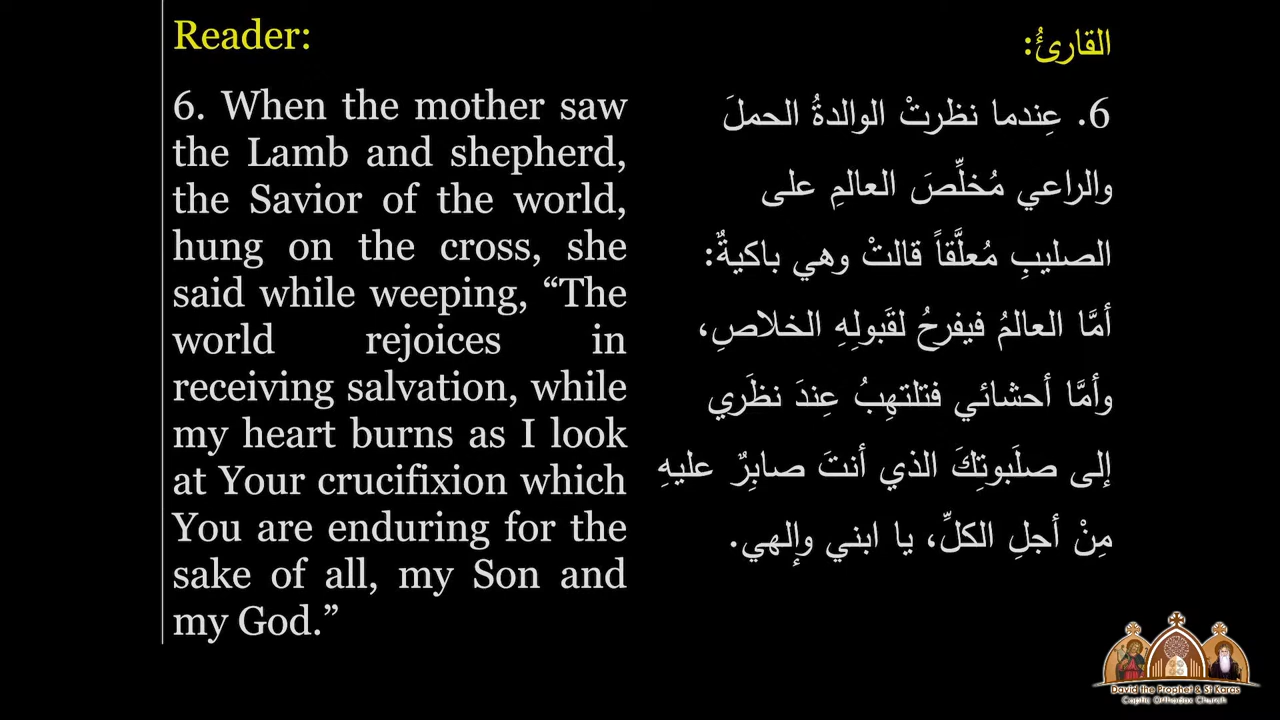 Reader:
6. When the mother saw
the Lamb and shepherd,
the Savior of the world,
hung on the cross, she
said while weeping, “The
world rejoices in
receiving salvation, while
my heart burns as I look
at Your crucifixion which
You are enduring for the
sake of all, my Son and
my God.”
القارئُ:
6. عِندما نظرتْ الوالدةُ الحملَ
والراعي مُخلِّصَ العالمِ على
الصليبِ مُعلَّقاً قالتْ وهي باكيةٌ:
أمَّا العالمُ فيفرحُ لقَبولِهِ الخلاصِ،
وأمَّا أحشائي فتلتهِبُ عِندَ نظَري
إلى صلَبوتِكَ الذي أنتَ صابِرٌ عليهِ
مِنْ أجلِ الكلِّ، يا ابني وإلهي.
David the Prophet & St Karas
Coptic Orthodox Church